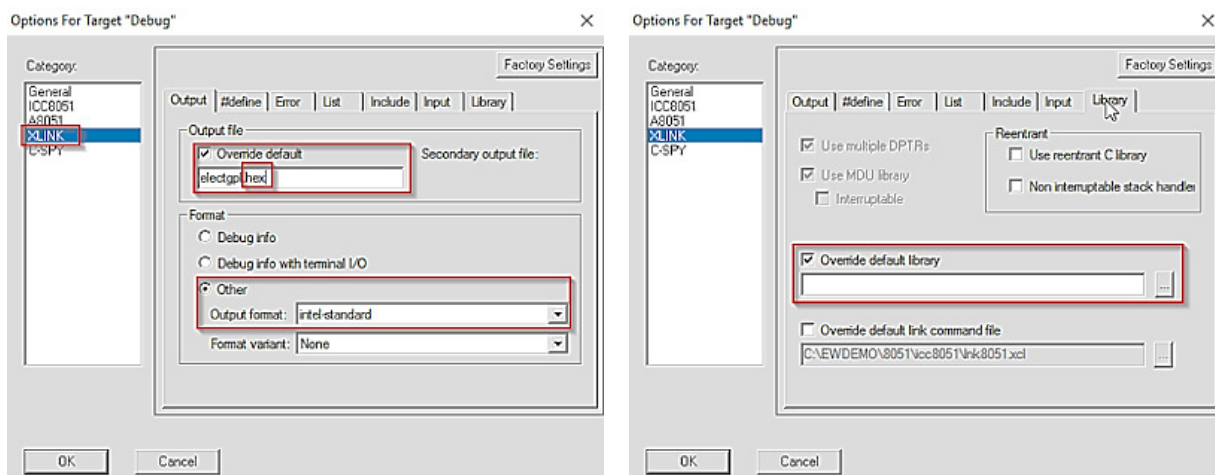 Options For Target "Debug"
Category:
General
ICC8051
A8051
XLINK
C-SPY
Factory Settings
Output
#define
Error
List
Include
Input
Library
Output file
Override default
Secondary output file:
electgpl.hex
Format
Debug info
Debug info with terminal I/O
Other
Output format:
intel-standard
Format variant:
None
OK
Cancel
Options For Target "Debug"
Category:
General
ICC8051
A8051
XLINK
C-SPY
Factory Settings
Output
#define
Error
List
Include
Input
Library
Use multiple DPTRs
Use MDU library
Interruptable
Reentrant
Use reentrant C library
Non interruptable stack handler
Override default library
...
Override default link command file
C:\EWDEMO\8051\icc8051\lnk8051.xcl
...
OK
Cancel